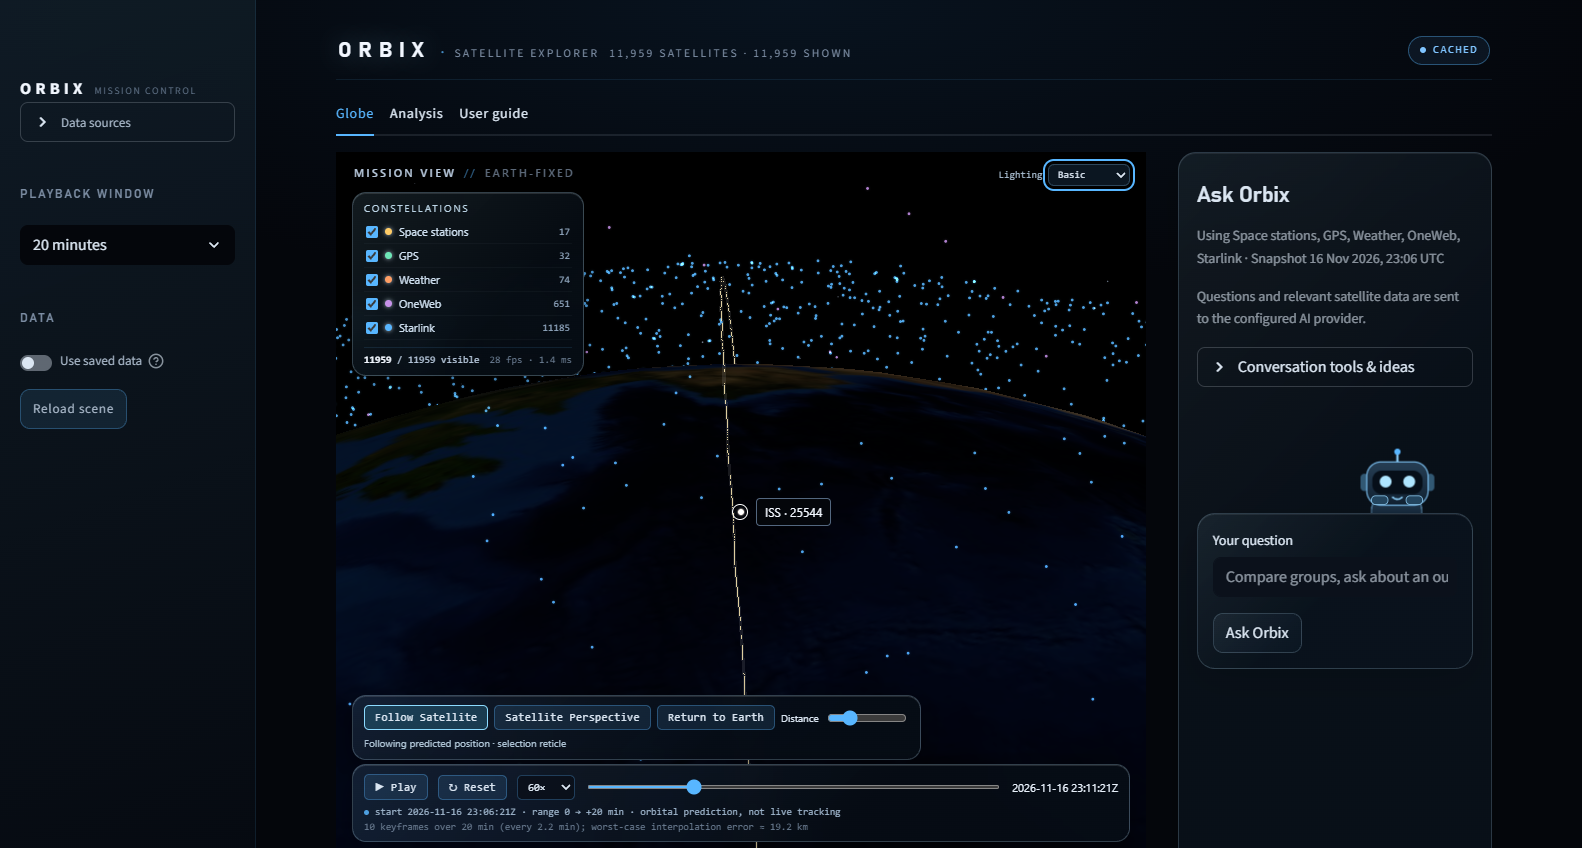 ORBIX MISSION CONTROL
Data sources
PLAYBACK WINDOW
20 minutes
DATA
Use saved data ?
Reload scene
ORBIX · SATELLITE EXPLORER 11,959 SATELLITES · 11,959 SHOWN
CACHED
Globe Analysis User guide
MISSION VIEW // EARTH-FIXED
Lighting Basic
CONSTELLATIONS
Space stations 17
GPS 32
Weather 74
OneWeb 651
Starlink 11185
11959 / 11959 visible 28 fps · 1.4 ms
ISS · 25544
Follow Satellite Satellite Perspective Return to Earth Distance
Following predicted position · selection reticle
▶ Play ↻ Reset 60× 2026-11-16 23:11:21Z
start 2026-11-16 23:06:21Z · range 0 → +20 min · orbital prediction, not live tracking
10 keyframes over 20 min (every 2.2 min); worst-case interpolation error ≈ 19.2 km
Ask Orbix
Using Space stations, GPS, Weather, OneWeb,
Starlink · Snapshot 16 Nov 2026, 23:06 UTC
Questions and relevant satellite data are sent
to the configured AI provider.
Conversation tools & ideas
Your question
Compare groups, ask about an ou
Ask Orbix